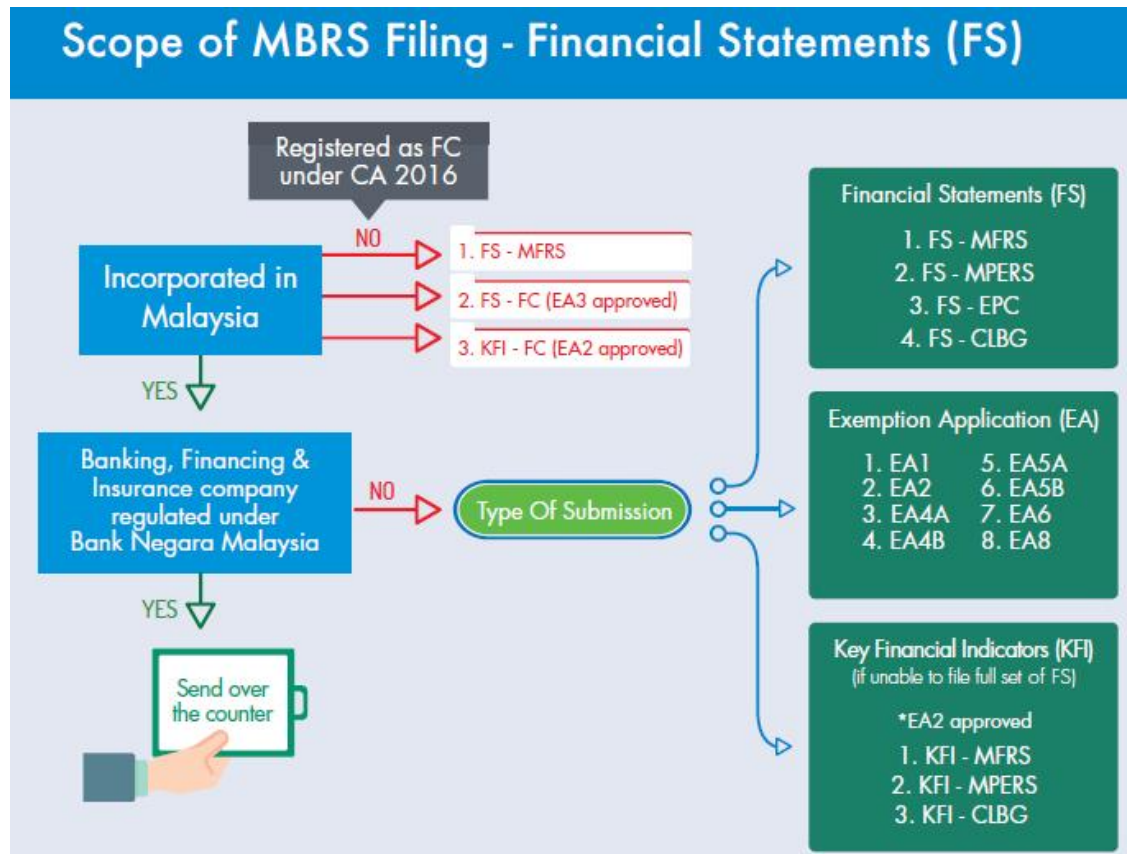 Scope of MBRS Filing - Financial Statements (FS)
Registered as FC
under CA 2016
Incorporated in
Malaysia
NO
1. FS - MFRS
2. FS - FC (EA3 approved)
3. KFI - FC (EA2 approved)
YES
Banking, Financing &
Insurance company
regulated under
Bank Negara Malaysia
NO
Type Of Submission
YES
Send over
the counter
Financial Statements (FS)
1. FS - MFRS
2. FS - MPERS
3. FS - EPC
4. FS - CLBG
Exemption Application (EA)
1. EA1 5. EA5A
2. EA2 6. EA5B
3. EA4A 7. EA6
4. EA4B 8. EA8
Key Financial Indicators (KFI)
(if unable to file full set of FS)
*EA2 approved
1. KFI - MFRS
2. KFI - MPERS
3. KFI - CLBG